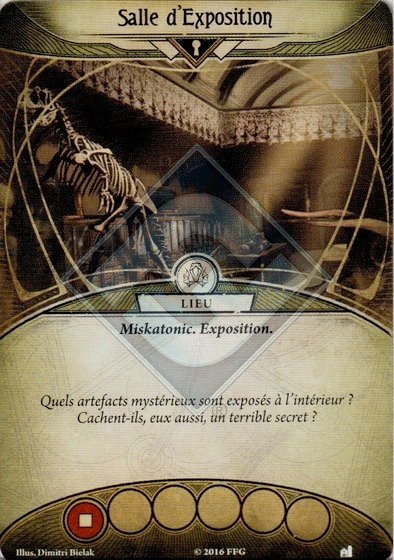 Salle d'Exposition
LIEU
Miskatonic. Exposition.
Quels artefacts mystérieux sont exposés à l'intérieur ?
Cachent-ils, eux aussi, un terrible secret ?
®
Illus. Dimitri Bielak
© 2016 FFG